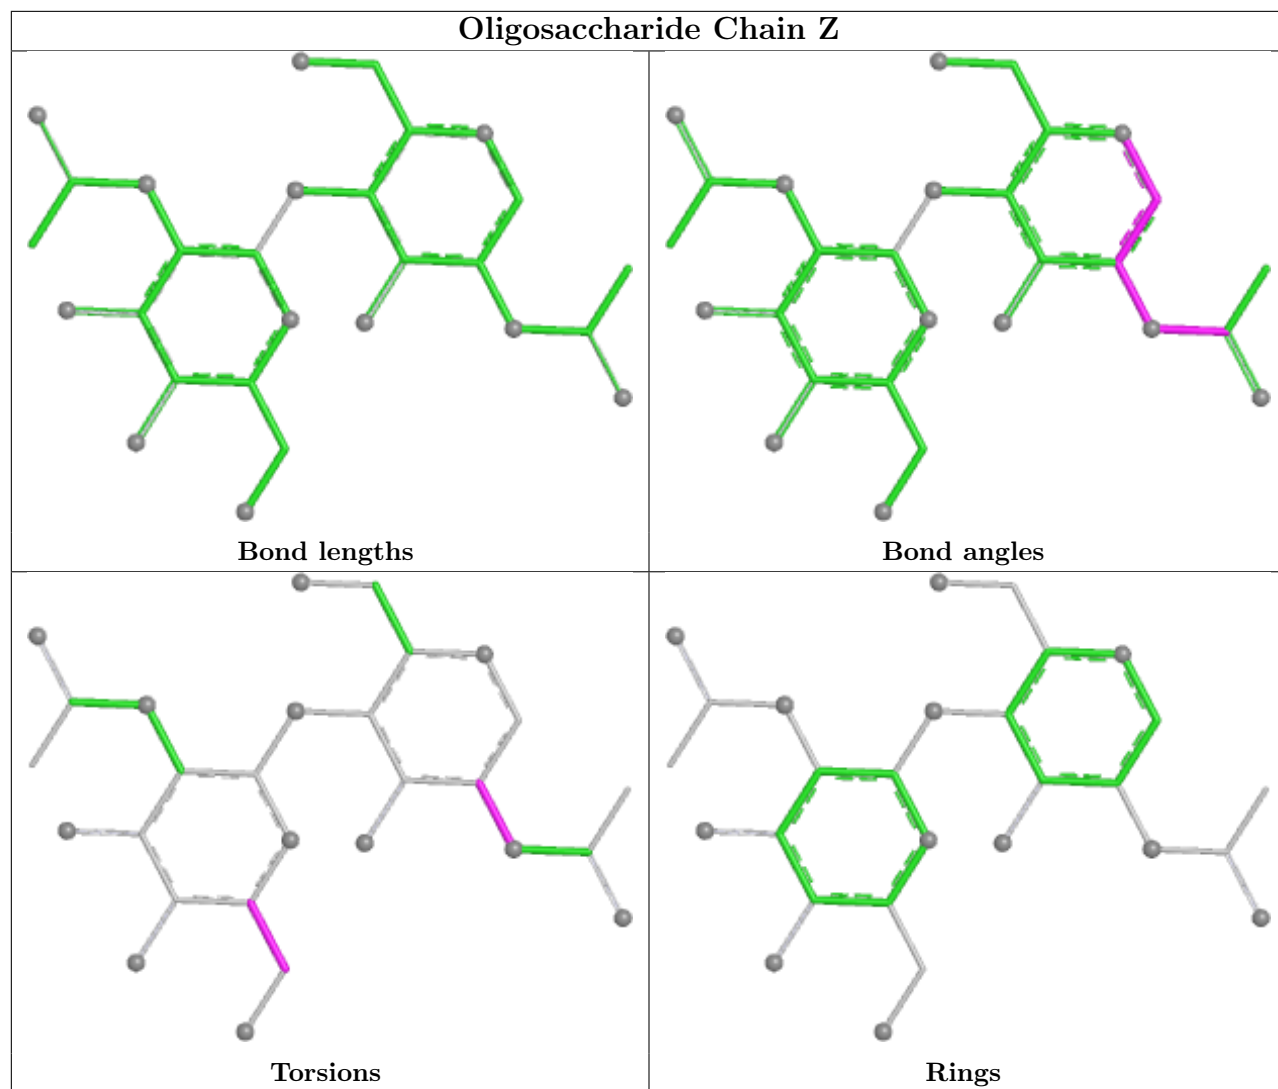 Oligosaccharide Chain Z
Bond lengths
Bond angles
Torsions
Rings